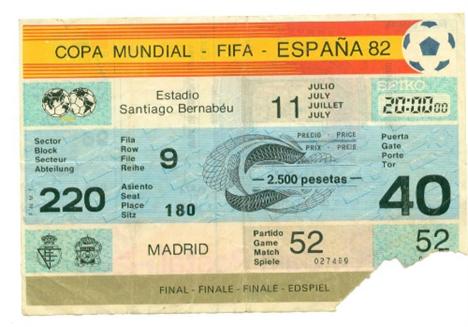 COPA MUNDIAL - FIFA - ESPAÑA 82
Estadio
Santiago Bernabéu
11
JULIO
JULY
JUILLET
JULY
SEIKO
20:00 00
Sector
Block
Secteur
Abteilung
220
Fila
Row
File
Reihe
9
Asiento
Seat
Place
Sitz
180
PRECIO - PRICE
PRIX - PREIS
2.500 pesetas
Puerta
Gate
Porte
Tor
40
F.N.M.T.
MADRID
Partido
Game
Match
Spiele
52
027409
52
FINAL - FINALE - FINALE - EDSPIEL